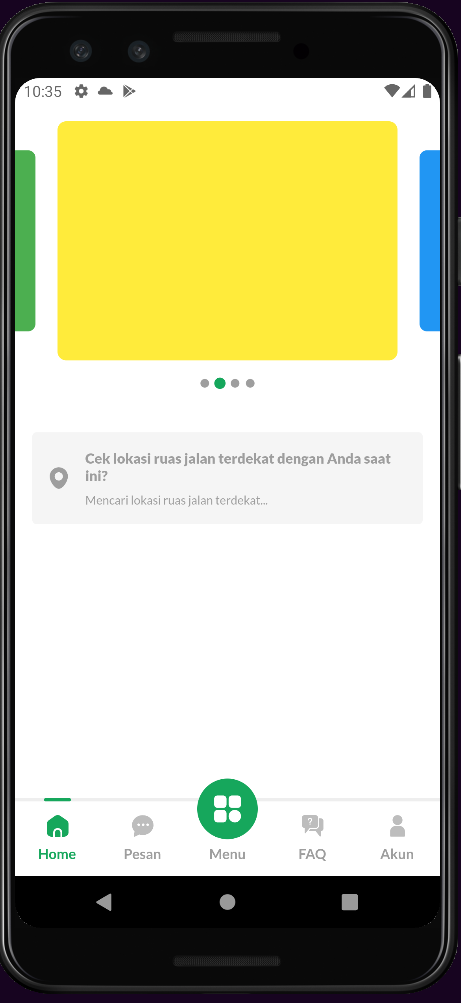 10:35
Cek lokasi ruas jalan terdekat dengan Anda saat
ini?
Mencari lokasi ruas jalan terdekat...
Home
Pesan
Menu
FAQ
Akun